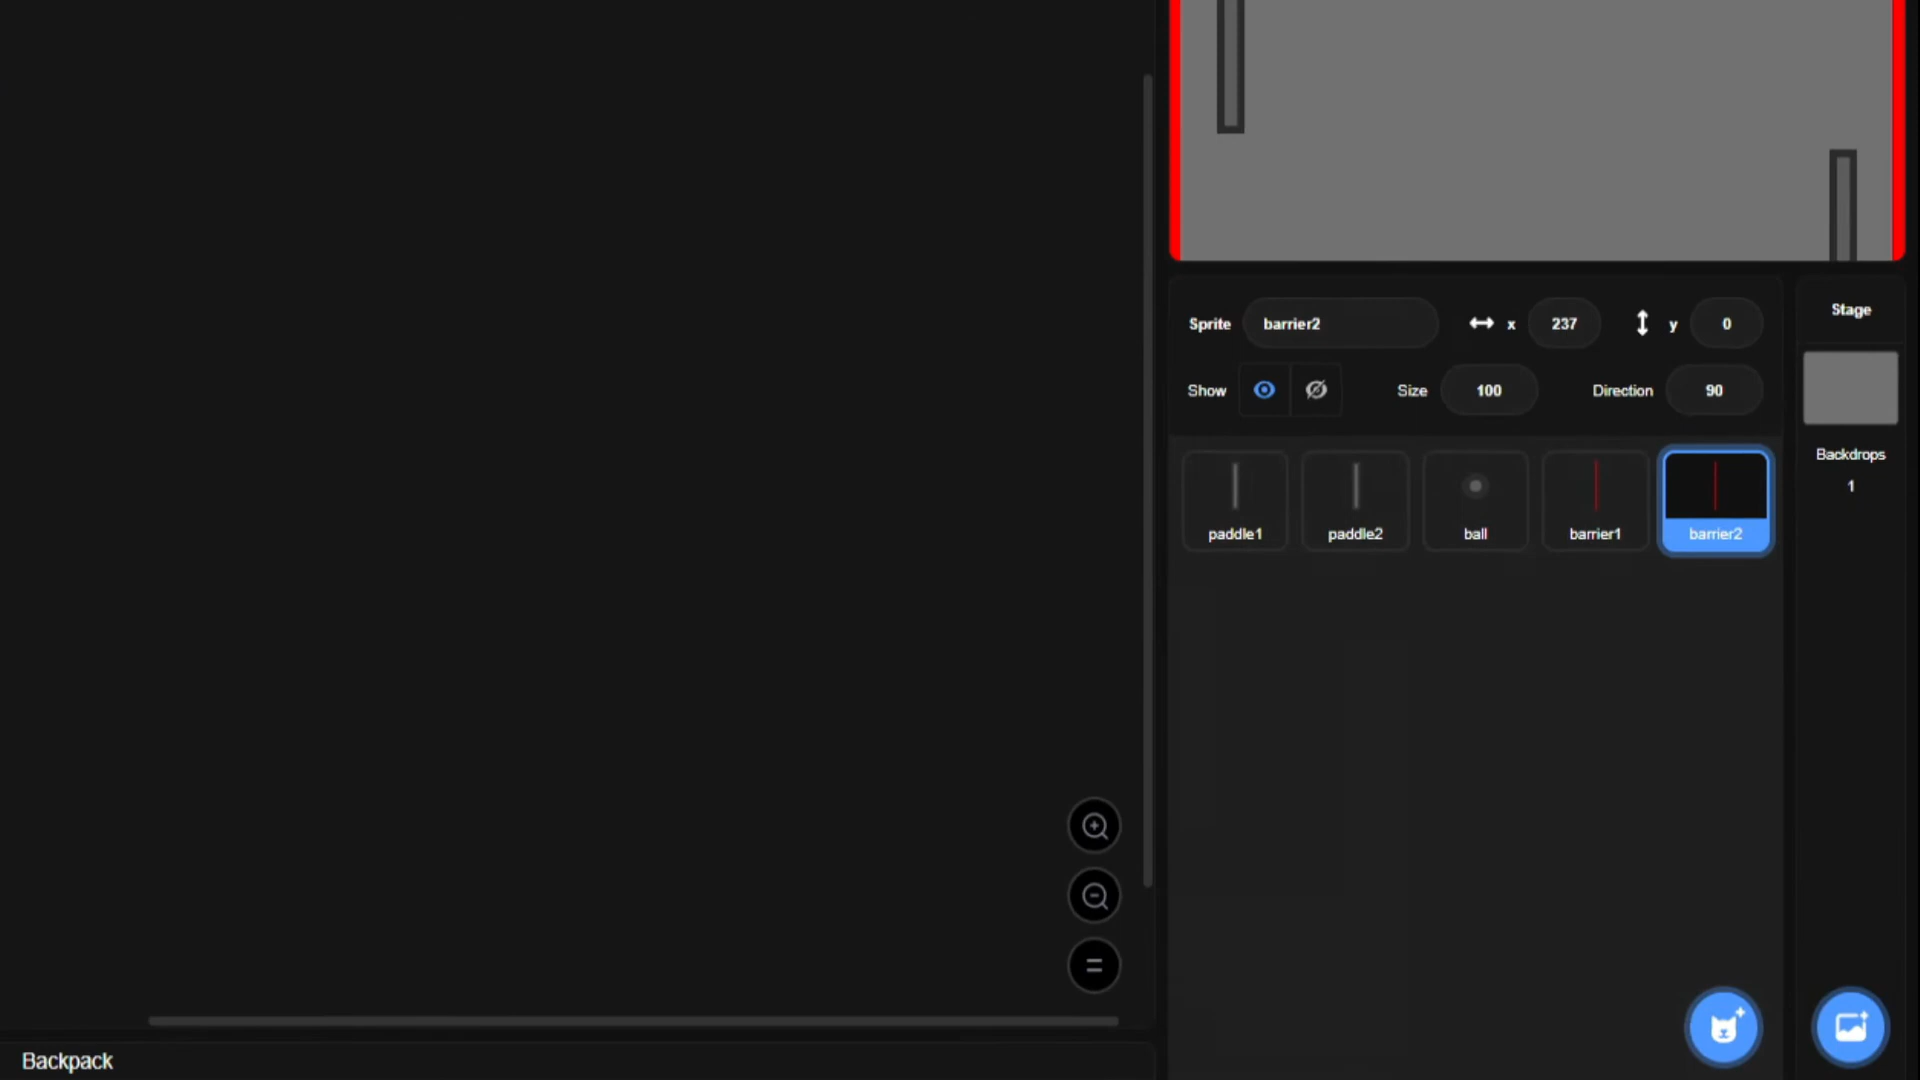 Sprite barrier2 x 237 y 0
Show Size 100 Direction 90
paddle1 paddle2 ball barrier1 barrier2
Stage
Backdrops
1
Backpack